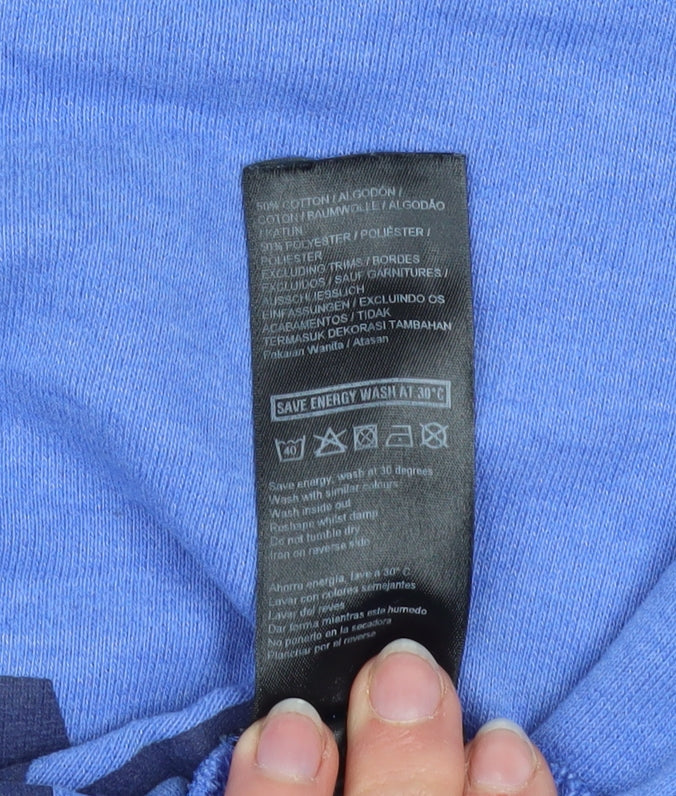 50% COTTON / ALGODÓN /
COTON / BAUMWOLLE / ALGODÃO
/ KATUN
50% POLYESTER / POLIÉSTER /
POLIESTER
EXCLUDING TRIMS / BORDES
EXCLUIDOS / SAUF GARNITURES /
AUSSCHLIESSLICH
EINFASSUNGEN / EXCLUINDO OS
ACABAMENTOS / TIDAK
TERMASUK DEKORASI TAMBAHAN
Pakaian Wanita / Atasan
SAVE ENERGY WASH AT 30°C
40
Save energy, wash at 30 degrees
Wash with similar colours
Wash inside out
Reshape whilst damp
Do not tumble dry
Iron on reverse side
Ahorro energía, lave a 30° C
Lavar con colores semejantes
Lavar del reves
Dar forma mientras este humedo
No ponerlo en la secadora
Planchar por el reverse